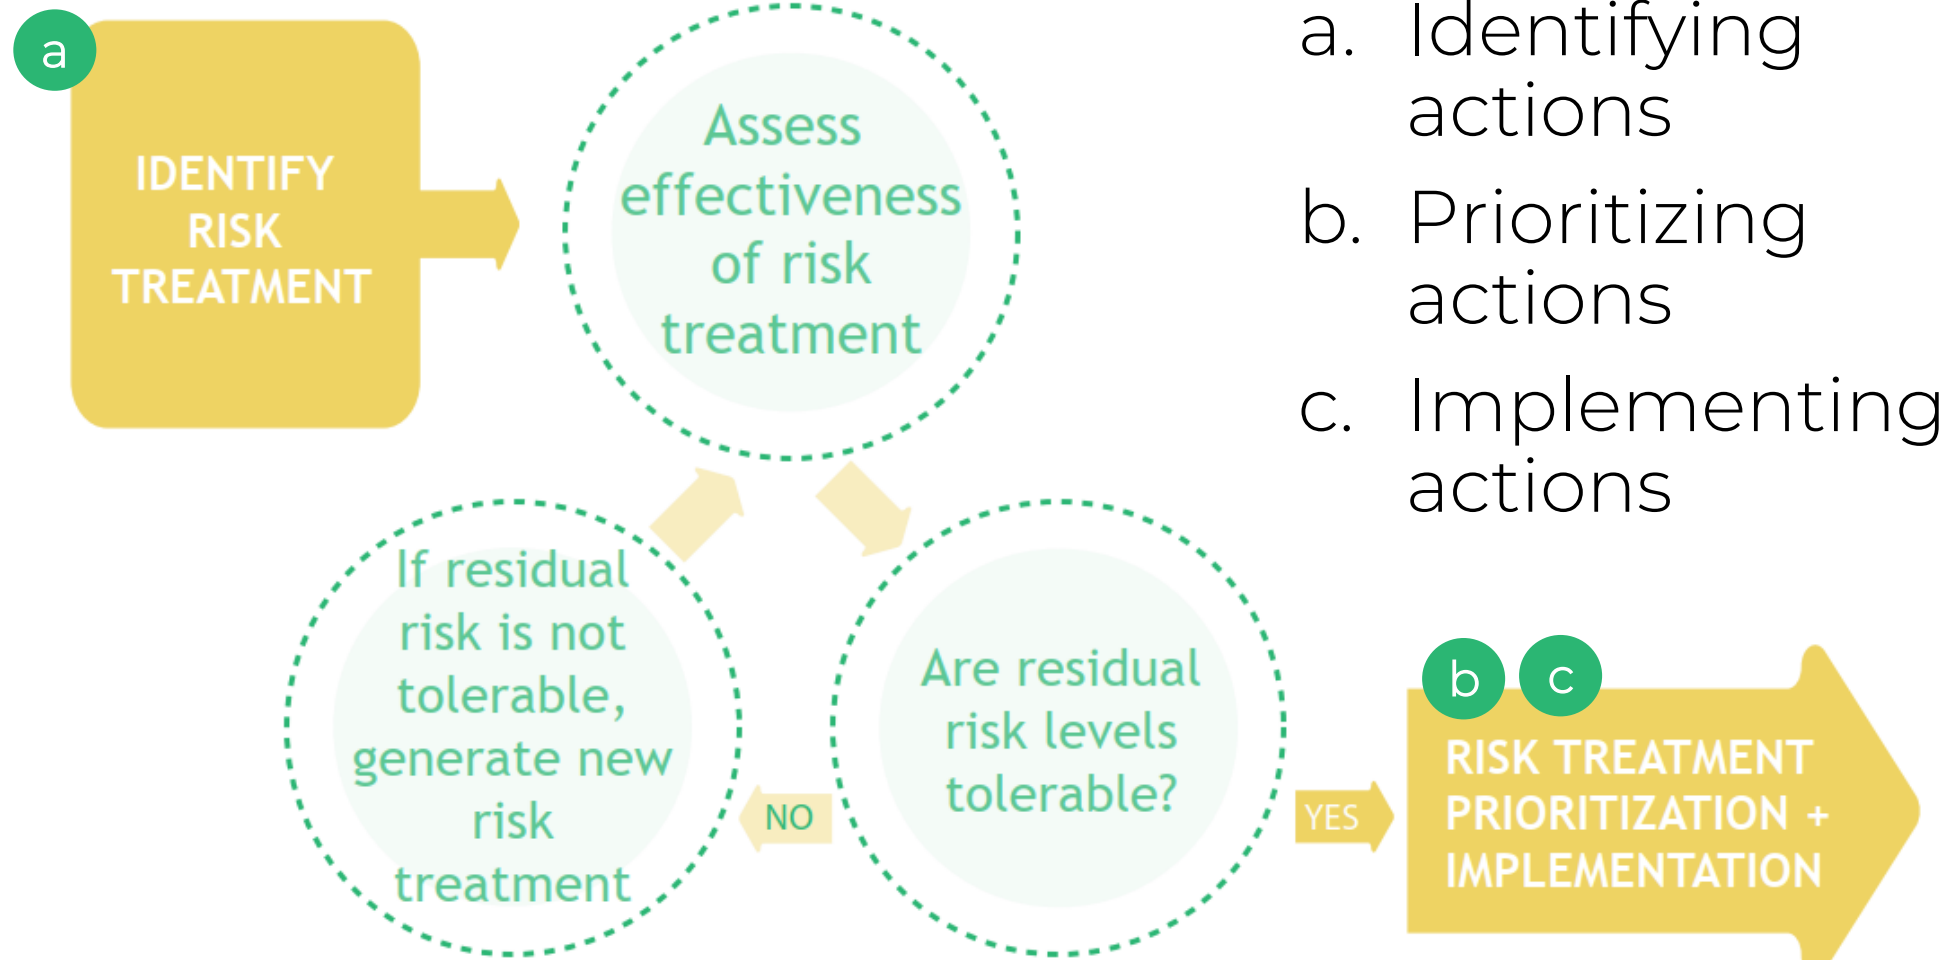 a
IDENTIFY
RISK
TREATMENT
Assess
effectiveness
of risk
treatment
a. Identifying
actions
b. Prioritizing
actions
c. Implementing
actions
If residual
risk is not
tolerable,
generate new
risk
treatment
NO
Are residual
risk levels
tolerable?
YES
b c
RISK TREATMENT
PRIORITIZATION +
IMPLEMENTATION